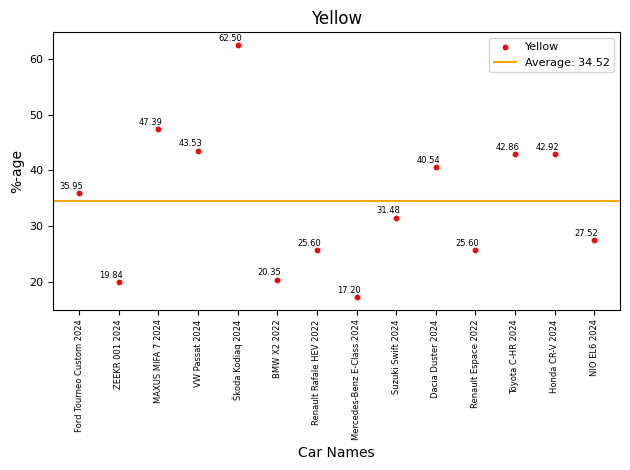 Yellow
62.50
Yellow
Average: 34.52
60
50
47.39
43.53
42.86
42.92
40.54
40
35.95
31.48
30
27.52
25.60
25.60
20.35
19.84
20
17.20
%-age
Ford Tourneo Custom 2024
ZEEKR 001 2024
MAXUS MIFA 7 2024
VW Passat 2024
Škoda Kodiaq 2024
BMW X2 2022
Renault Rafale HEV 2022
Mercedes-Benz E-Class 2024
Suzuki Swift 2024
Dacia Duster 2024
Renault Espace 2022
Toyota C-HR 2024
Honda CR-V 2024
NIO EL6 2024
Car Names